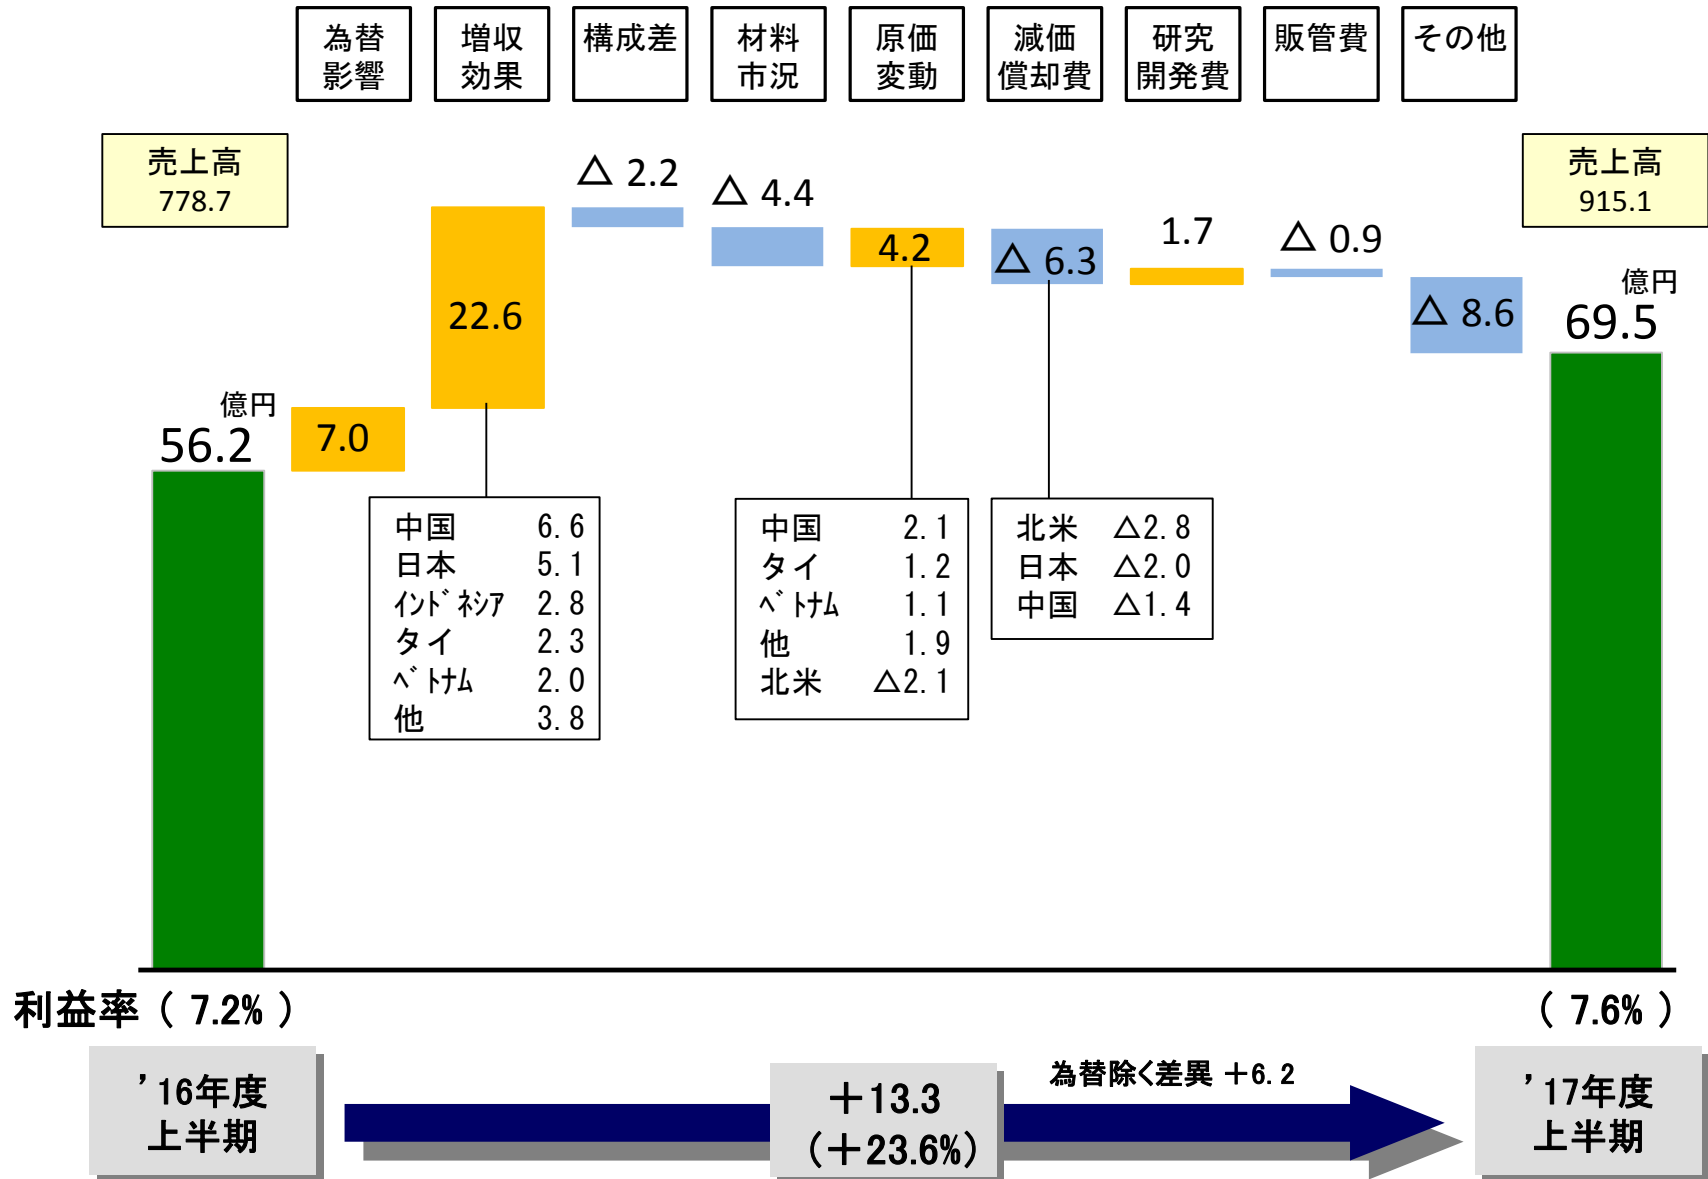 為替
影響
増収
効果
構成差
材料
市況
原価
変動
減価
償却費
研究
開発費
販管費
その他
売上高
778.7
売上高
915.1
億円
56.2
7.0
22.6
△ 2.2
△ 4.4
4.2
△ 6.3
1.7
△ 0.9
△ 8.6
億円
69.5
中国 6.6
日本 5.1
ｲﾝﾄﾞﾈｼｱ 2.8
タイ 2.3
ﾍﾞﾄﾅﾑ 2.0
他 3.8
中国 2.1
タイ 1.2
ﾍﾞﾄﾅﾑ 1.1
他 1.9
北米 △2.1
北米 △2.8
日本 △2.0
中国 △1.4
利益率 ( 7.2% )
( 7.6% )
’16年度
上半期
＋13.3
(＋23.6%)
為替除く差異 ＋6.2
’17年度
上半期